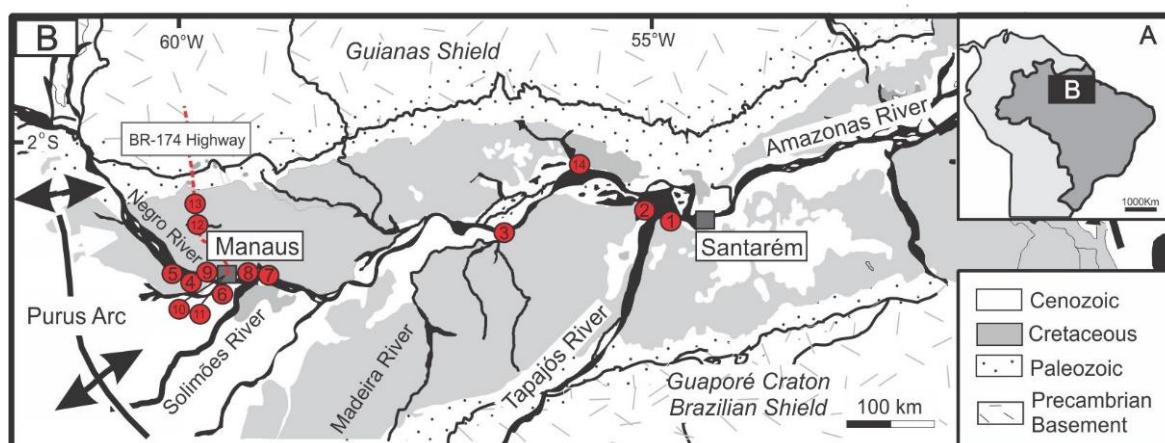 B
60°W
55°W
A
Guianas Shield
B
2°S
BR-174 Highway
Amazonas River
1000Km
14
13
12
2
1
3
Negro River
Manaus
Santarém
5
4
9
8
7
6
10
11
Purus Arc
Solimões River
Madeira River
Tapajós River
Guaporé Craton
Brazilian Shield
100 km
Cenozoic
Cretaceous
Paleozoic
Precambrian
Basement